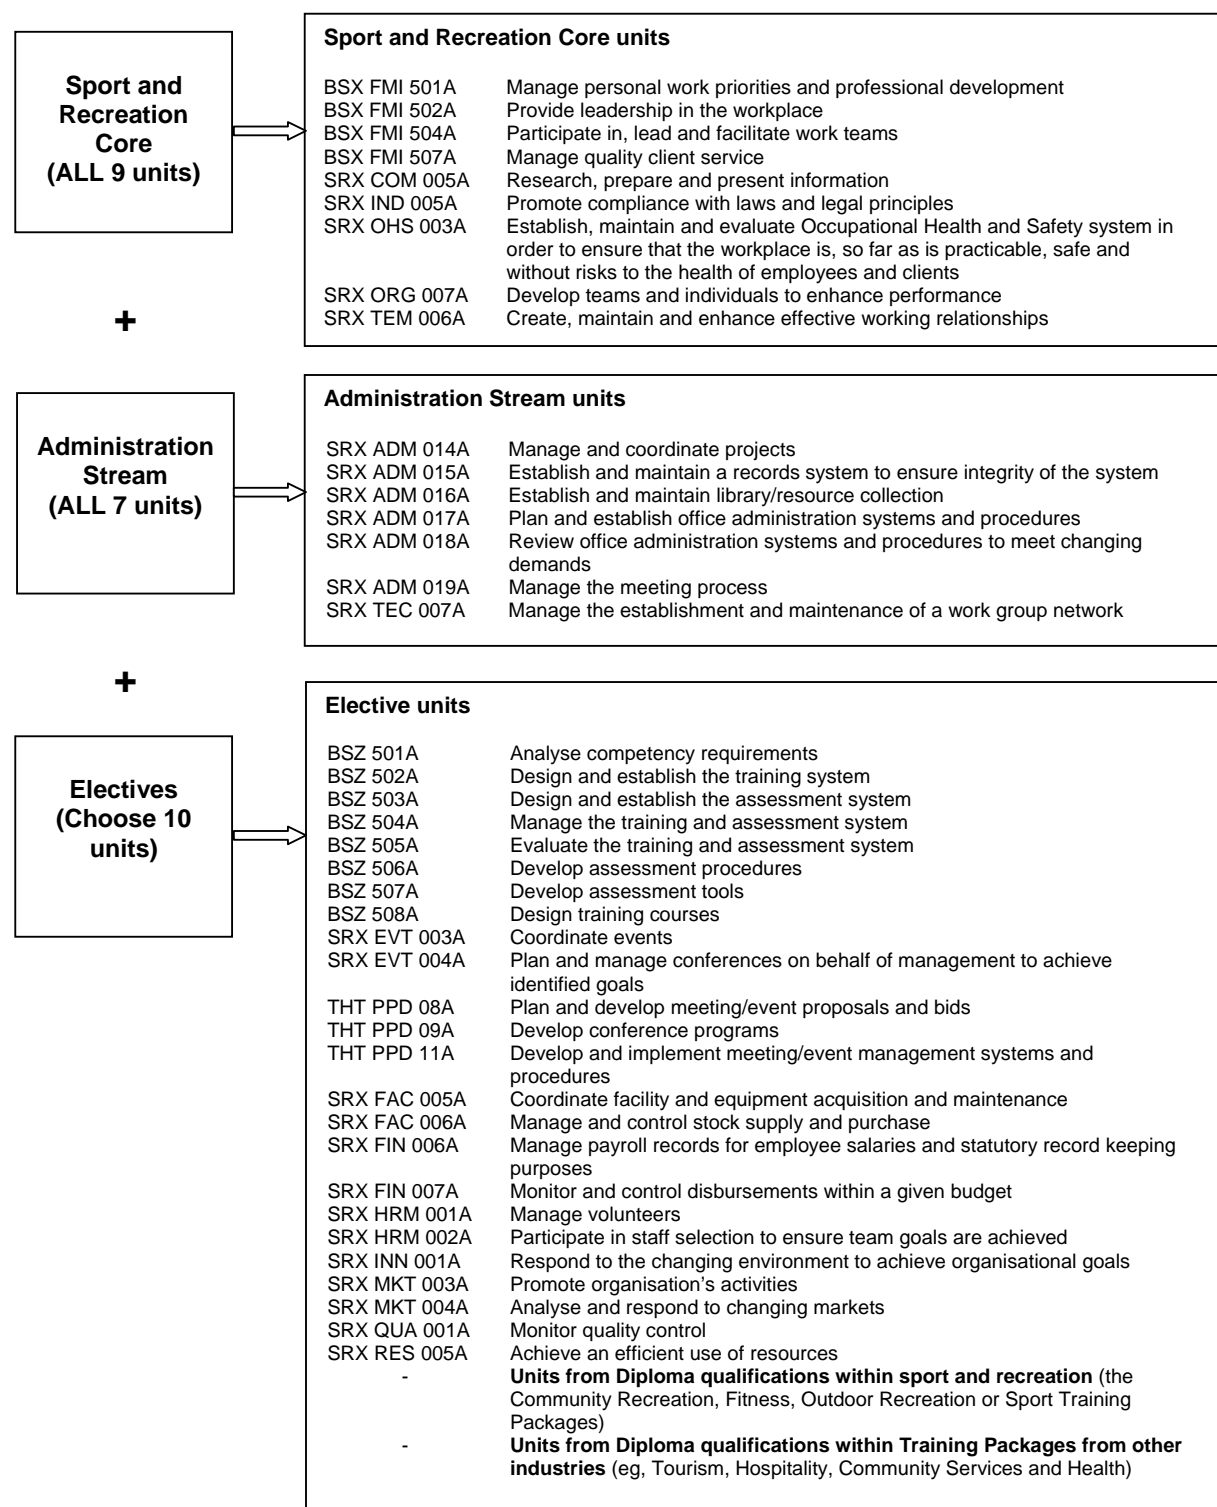 Sport and
Recreation
Core
(ALL 9 units)
Sport and Recreation Core units
BSX FMI 501A Manage personal work priorities and professional development
BSX FMI 502A Provide leadership in the workplace
BSX FMI 504A Participate in, lead and facilitate work teams
BSX FMI 507A Manage quality client service
SRX COM 005A Research, prepare and present information
SRX IND 005A Promote compliance with laws and legal principles
SRX OHS 003A Establish, maintain and evaluate Occupational Health and Safety system in
order to ensure that the workplace is, so far as is practicable, safe and
without risks to the health of employees and clients
SRX ORG 007A Develop teams and individuals to enhance performance
SRX TEM 006A Create, maintain and enhance effective working relationships
+
Administration
Stream
(ALL 7 units)
Administration Stream units
SRX ADM 014A Manage and coordinate projects
SRX ADM 015A Establish and maintain a records system to ensure integrity of the system
SRX ADM 016A Establish and maintain library/resource collection
SRX ADM 017A Plan and establish office administration systems and procedures
SRX ADM 018A Review office administration systems and procedures to meet changing
demands
SRX ADM 019A Manage the meeting process
SRX TEC 007A Manage the establishment and maintenance of a work group network
+
Electives
(Choose 10
units)
Elective units
BSZ 501A Analyse competency requirements
BSZ 502A Design and establish the training system
BSZ 503A Design and establish the assessment system
BSZ 504A Manage the training and assessment system
BSZ 505A Evaluate the training and assessment system
BSZ 506A Develop assessment procedures
BSZ 507A Develop assessment tools
BSZ 508A Design training courses
SRX EVT 003A Coordinate events
SRX EVT 004A Plan and manage conferences on behalf of management to achieve
identified goals
THT PPD 08A Plan and develop meeting/event proposals and bids
THT PPD 09A Develop conference programs
THT PPD 11A Develop and implement meeting/event management systems and
procedures
SRX FAC 005A Coordinate facility and equipment acquisition and maintenance
SRX FAC 006A Manage and control stock supply and purchase
SRX FIN 006A Manage payroll records for employee salaries and statutory record keeping
purposes
SRX FIN 007A Monitor and control disbursements within a given budget
SRX HRM 001A Manage volunteers
SRX HRM 002A Participate in staff selection to ensure team goals are achieved
SRX INN 001A Respond to the changing environment to achieve organisational goals
SRX MKT 003A Promote organisation's activities
SRX MKT 004A Analyse and respond to changing markets
SRX QUA 001A Monitor quality control
SRX RES 005A Achieve an efficient use of resources
- Units from Diploma qualifications within sport and recreation (the
Community Recreation, Fitness, Outdoor Recreation or Sport Training
Packages)
- Units from Diploma qualifications within Training Packages from other
industries (eg, Tourism, Hospitality, Community Services and Health)